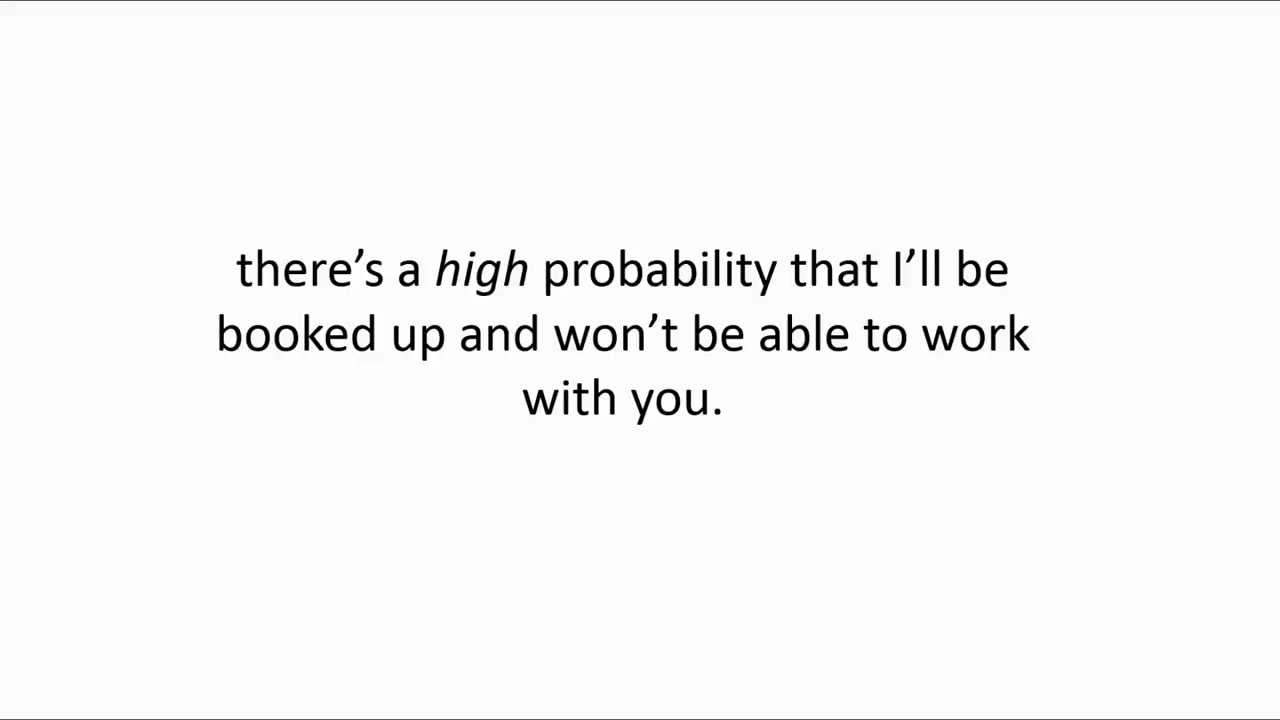 there’s a high probability that I’ll be
booked up and won’t be able to work
with you.